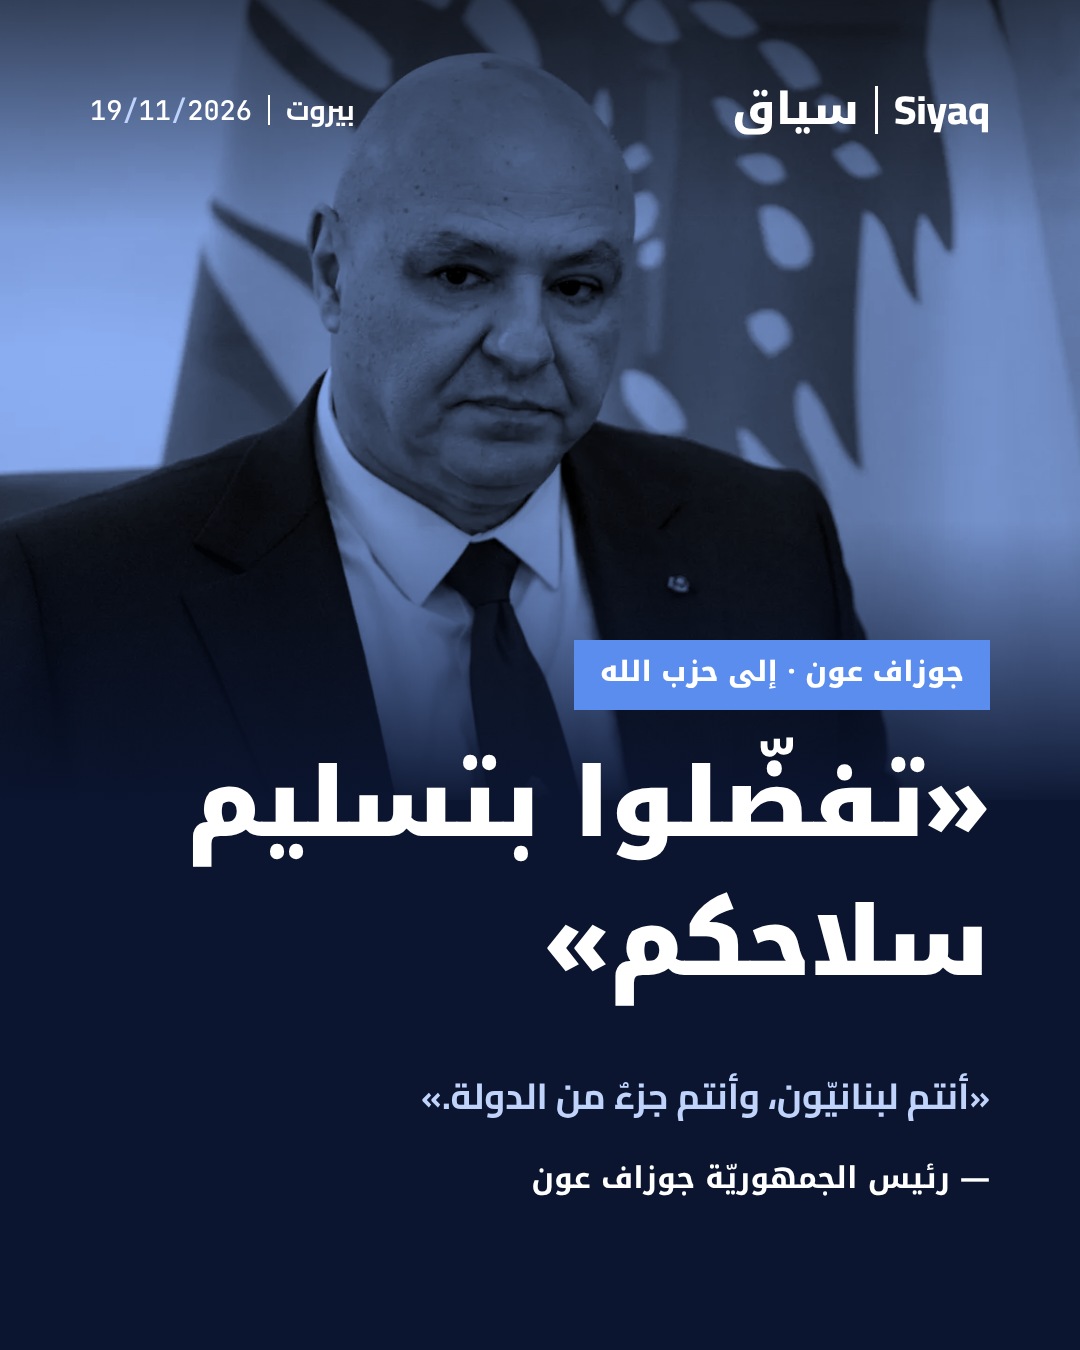 Siyaq | سياق
بيروت | 19/11/2026
جوزاف عون · إلى حزب الله
«تفضّلوا بتسليم
سلاحكم»
«أنتم لبنانيّون، وأنتم جزءٌ من الدولة.»
— رئيس الجمهوريّة جوزاف عون